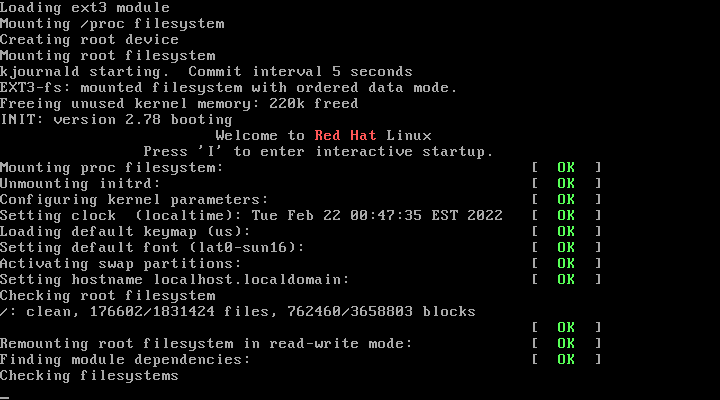 Loading ext3 module
Mounting /proc filesystem
Creating root device
Mounting root filesystem
kjournald starting.  Commit interval 5 seconds
EXT3-fs: mounted filesystem with ordered data mode.
Freeing unused kernel memory: 220k freed
INIT: version 2.78 booting
Welcome to Red Hat Linux
Press 'I' to enter interactive startup.
Mounting proc filesystem: [  OK  ]
Unmounting initrd: [  OK  ]
Configuring kernel parameters: [  OK  ]
Setting clock  (localtime): Tue Feb 22 00:47:35 EST 2022 [  OK  ]
Loading default keymap (us): [  OK  ]
Setting default font (lat0-sun16): [  OK  ]
Activating swap partitions: [  OK  ]
Setting hostname localhost.localdomain: [  OK  ]
Checking root filesystem
/: clean, 176602/1831424 files, 762460/3658803 blocks
[  OK  ]
Remounting root filesystem in read-write mode: [  OK  ]
Finding module dependencies: [  OK  ]
Checking filesystems